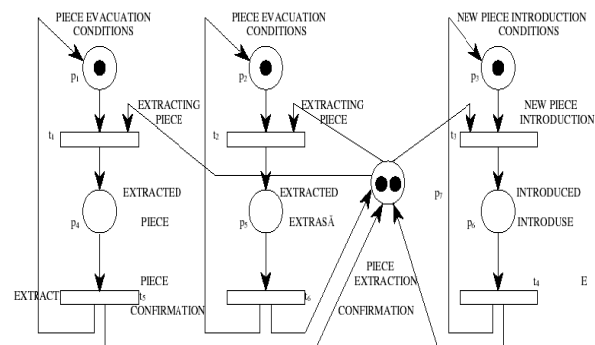 PIECE EVACUATION
CONDITIONS
PIECE EVACUATION
CONDITIONS
NEW PIECE INTRODUCTION
CONDITIONS
p1
p2
p3
EXTRACTING
PIECE
EXTRACTING
PIECE
NEW PIECE
INTRODUCTION
t1
t2
t3
EXTRACTED
PIECE
p4
EXTRACTED
EXTRASĂ
p5
p7
INTRODUCED
INTRODUSE
p6
PIECE
EXTRACT
t5
CONFIRMATION
t6
PIECE
EXTRACTION
CONFIRMATION
t4
E